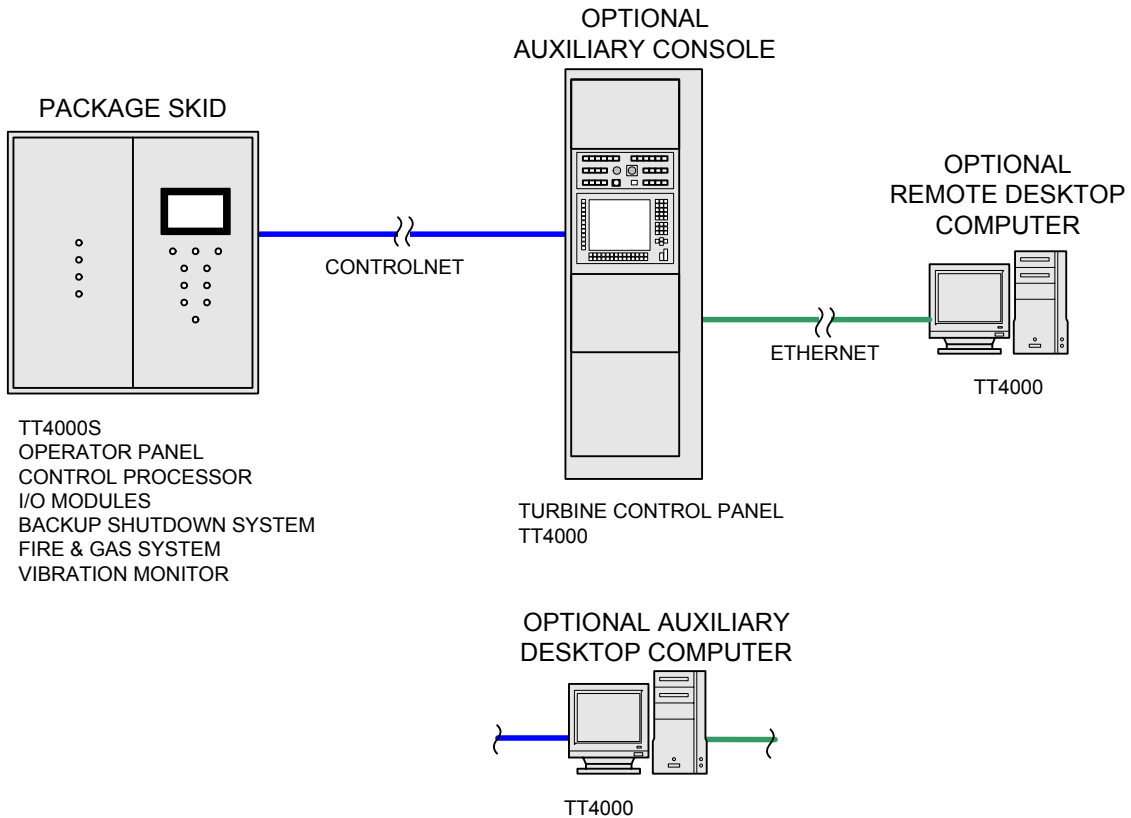 OPTIONAL
AUXILIARY CONSOLE
PACKAGE SKID
OPTIONAL
REMOTE DESKTOP
COMPUTER
CONTROLNET
ETHERNET
TT4000
TT4000S
OPERATOR PANEL
CONTROL PROCESSOR
I/O MODULES
BACKUP SHUTDOWN SYSTEM
FIRE & GAS SYSTEM
VIBRATION MONITOR
TURBINE CONTROL PANEL
TT4000
OPTIONAL AUXILIARY
DESKTOP COMPUTER
TT4000